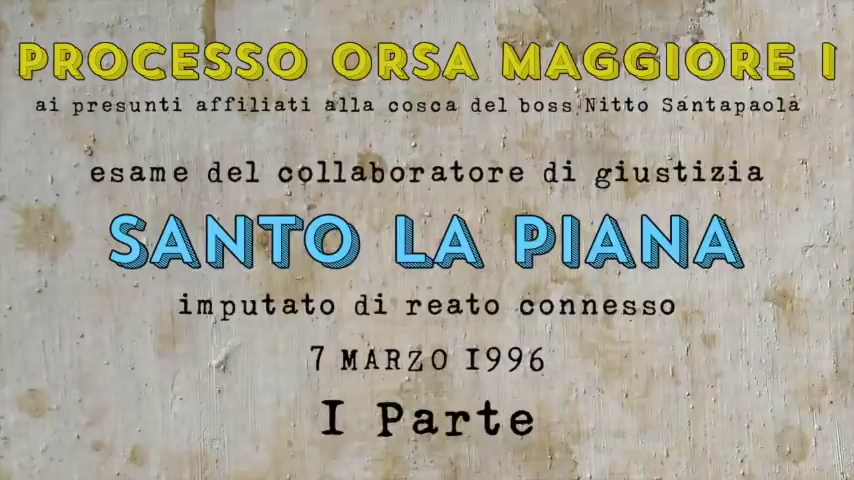 PROCESSO ORSA MAGGIORE I
ai presunti affiliati alla cosca del boss Nitto Santapaola
esame del collaboratore di giustizia
SANTO LA PIANA
imputato di reato connesso
7 MARZO 1996
I Parte